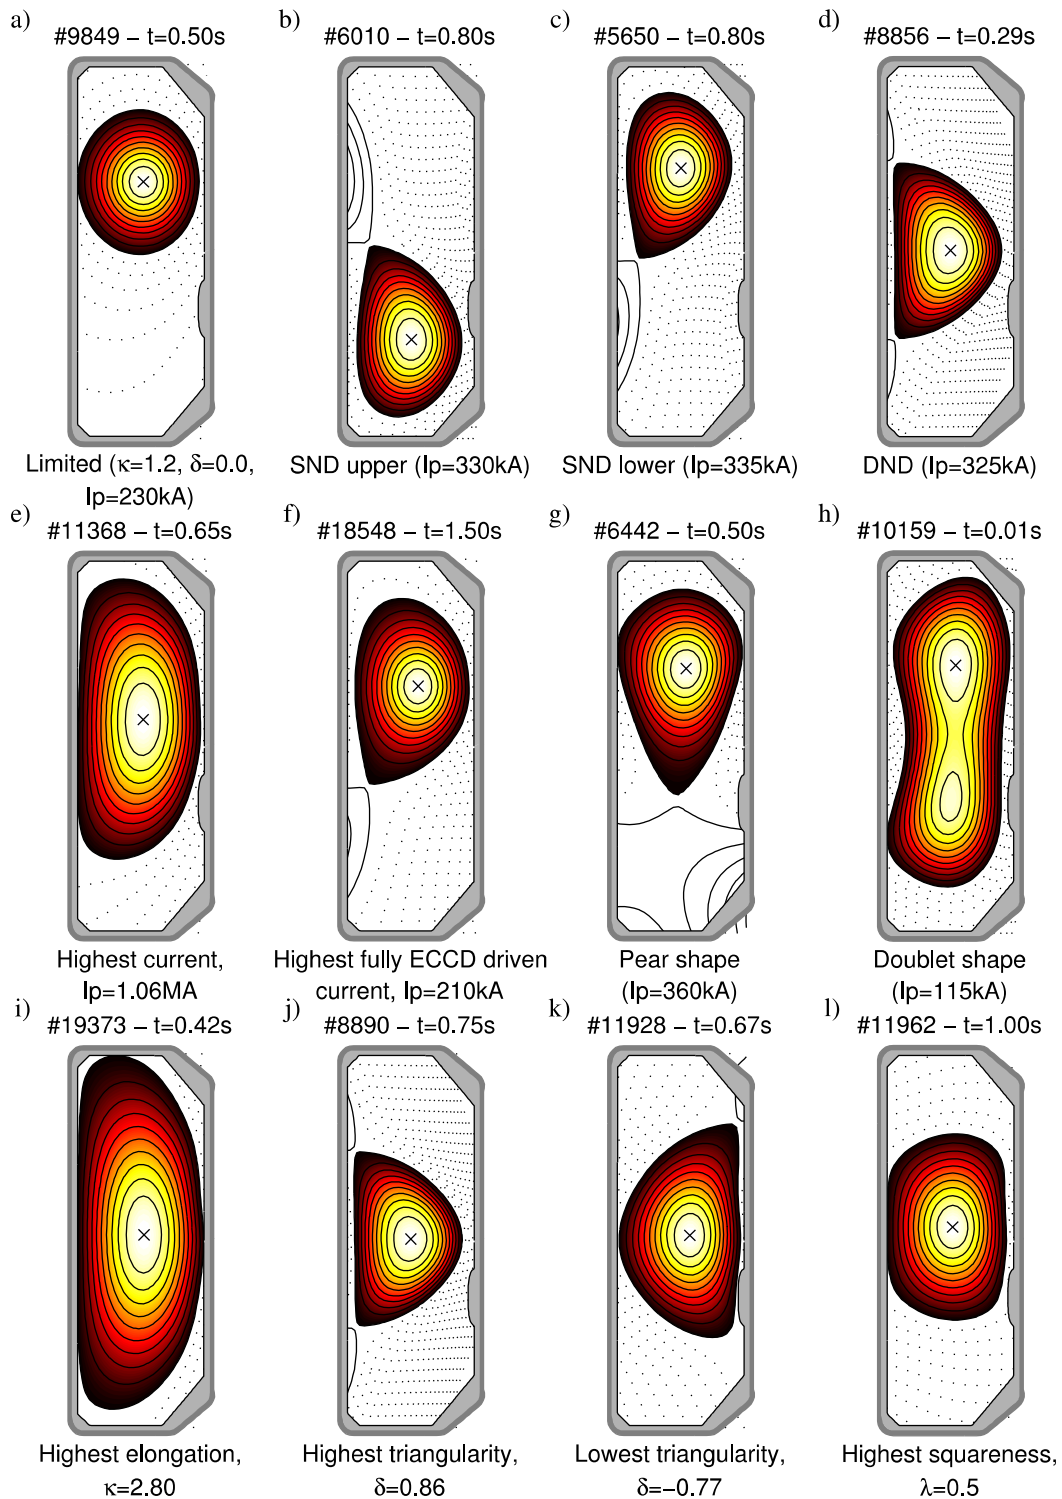 a)
#9849 – t=0.50s
b)
#6010 – t=0.80s
c)
#5650 – t=0.80s
d)
#8856 – t=0.29s
Limited (κ=1.2, δ=0.0,
Ip=230kA)
SND upper (Ip=330kA)
SND lower (Ip=335kA)
DND (Ip=325kA)
e)
#11368 – t=0.65s
f)
#18548 – t=1.50s
g)
#6442 – t=0.50s
h)
#10159 – t=0.01s
Highest current,
Ip=1.06MA
Highest fully ECCD driven
current, Ip=210kA
Pear shape
(Ip=360kA)
Doublet shape
(Ip=115kA)
i)
#19373 – t=0.42s
j)
#8890 – t=0.75s
k)
#11928 – t=0.67s
l)
#11962 – t=1.00s
Highest elongation,
κ=2.80
Highest triangularity,
δ=0.86
Lowest triangularity,
δ=−0.77
Highest squareness,
λ=0.5